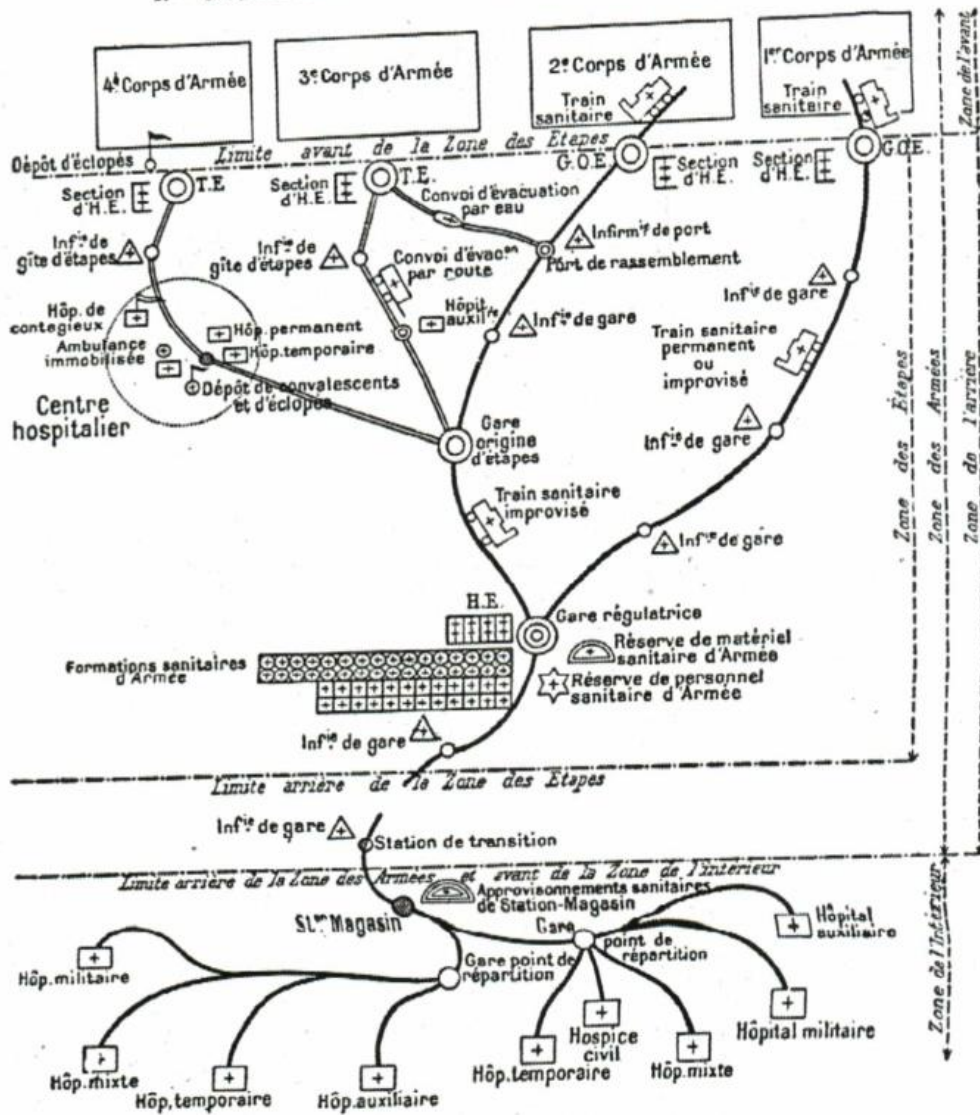 4e Corps d'Armée
3e Corps d'Armée
2e Corps d'Armée
1er Corps d'Armée
Train
sanitaire
Train
sanitaire
Zone de l'avant
Dépôt d'éclopés
Limite avant de la Zone des Etapes
Section
d'H.E.
T.E.
Section
d'H.E.
T.E.
G.O.E.
Section
d'H.E.
Section
d'H.E.
G.O.E.
Convoi d'évacuation
par eau
Infie de
gîte d'étapes
Infie de
gîte d'étapes
Convoi d'évacon
par route
Infirmie de port
Port de rassemblement
Infie de gare
Hôp. de
contagieux
Hôp. permanent
Ambulance
immobilisée
Hôp. temporaire
Dépôt de convalescents
et d'éclopés
Centre
hospitalier
Hôpit
auxilre
Infie de gare
Train sanitaire
permanent
ou
improvisé
Gare
origine
d'étapes
Infie de gare
Train sanitaire
improvisé
Infie de gare
Zone des Étapes
Zone des Armées
Zone de l'arrière
H.E.
Gare régulatrice
Formations sanitaires
d'Armée
Réserve de matériel
sanitaire d'Armée
Réserve de personnel
sanitaire d'Armée
Infie de gare
Limite arrière de la Zone des Etapes
Infie de gare
Station de transition
Limite arrière de la Zone des Armées et avant de la Zone de l'intérieur
Approvisonnements sanitaires
de Station-Magasin
Magasin
Gare
point de
répartition
Gare point de
répartition
Hôpital
auxiliaire
Hôp. militaire
Hôpital militaire
Hospice
civil
Hôp. mixte
Hôp. temporaire
Hôp. auxiliaire
Hôp. temporaire
Hôp. mixte
Zone de l'Intérieur